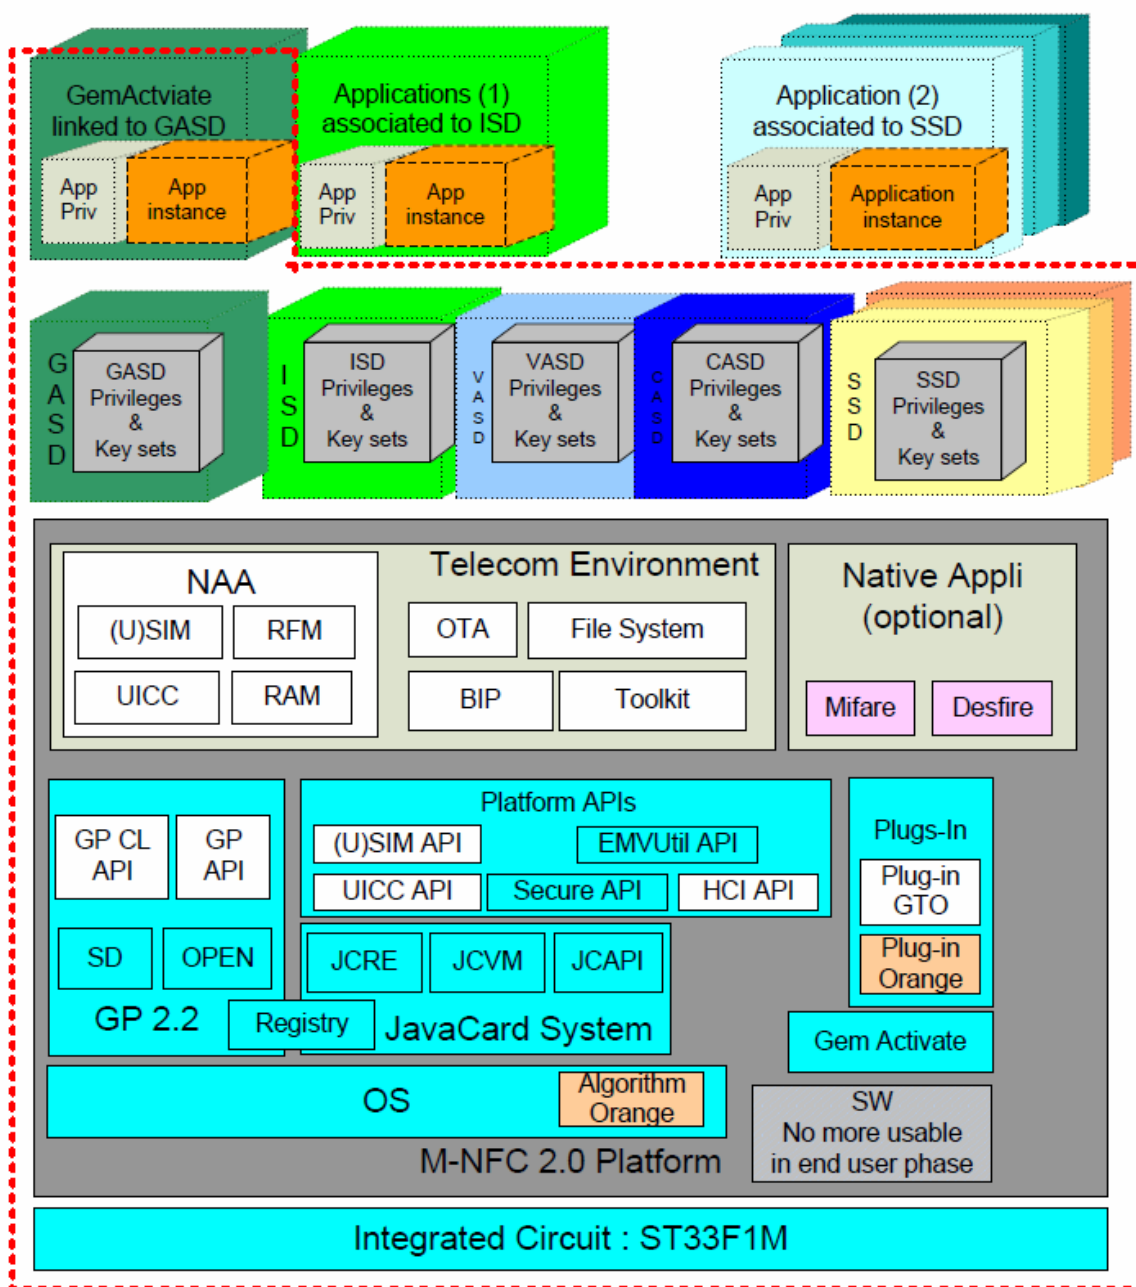 GemActviate
linked to GASD
App
Priv
App
instance
Applications (1)
associated to ISD
App
Priv
App
instance
Application (2)
associated to SSD
App
Priv
Application
instance
G
A
S
D
GASD
Privileges
&
Key sets
I
S
D
ISD
Privileges
&
Key sets
V
A
S
D
VASD
Privileges
&
Key sets
C
A
S
D
CASD
Privileges
&
Key sets
S
S
D
SSD
Privileges
&
Key sets
NAA
(U)SIM
RFM
UICC
RAM
Telecom Environment
OTA
File System
BIP
Toolkit
Native Appli
(optional)
Mifare
Desfire
GP CL
API
GP
API
SD
OPEN
GP 2.2
Registry
Platform APIs
(U)SIM API
EMVUtil API
UICC API
Secure API
HCI API
JCRE
JCVM
JCAPI
JavaCard System
Plugs-In
Plug-in
GTO
Plug-in
Orange
Gem Activate
OS
Algorithm
Orange
SW
No more usable
in end user phase
M-NFC 2.0 Platform
Integrated Circuit : ST33F1M